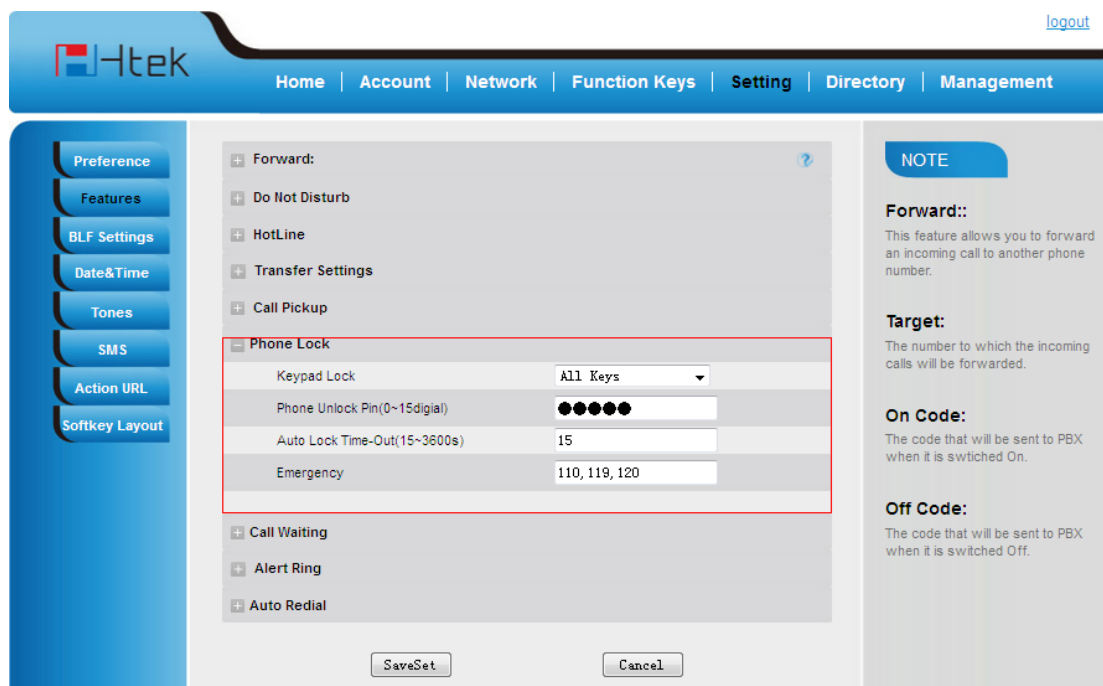 logout
Htek
Home | Account | Network | Function Keys | Setting | Directory | Management
Preference
Features
BLF Settings
Date&Time
Tones
SMS
Action URL
Softkey Layout
Forward:
Do Not Disturb
HotLine
Transfer Settings
Call Pickup
Phone Lock
Keypad Lock All Keys
Phone Unlock Pin(0~15digial) ●●●●●
Auto Lock Time-Out(15~3600s) 15
Emergency 110, 119, 120
Call Waiting
Alert Ring
Auto Redial
SaveSet Cancel
NOTE
Forward::
This feature allows you to forward
an incoming call to another phone
number.
Target:
The number to which the incoming
calls will be forwarded.
On Code:
The code that will be sent to PBX
when it is swtiched On.
Off Code:
The code that will be sent to PBX
when it is switched Off.